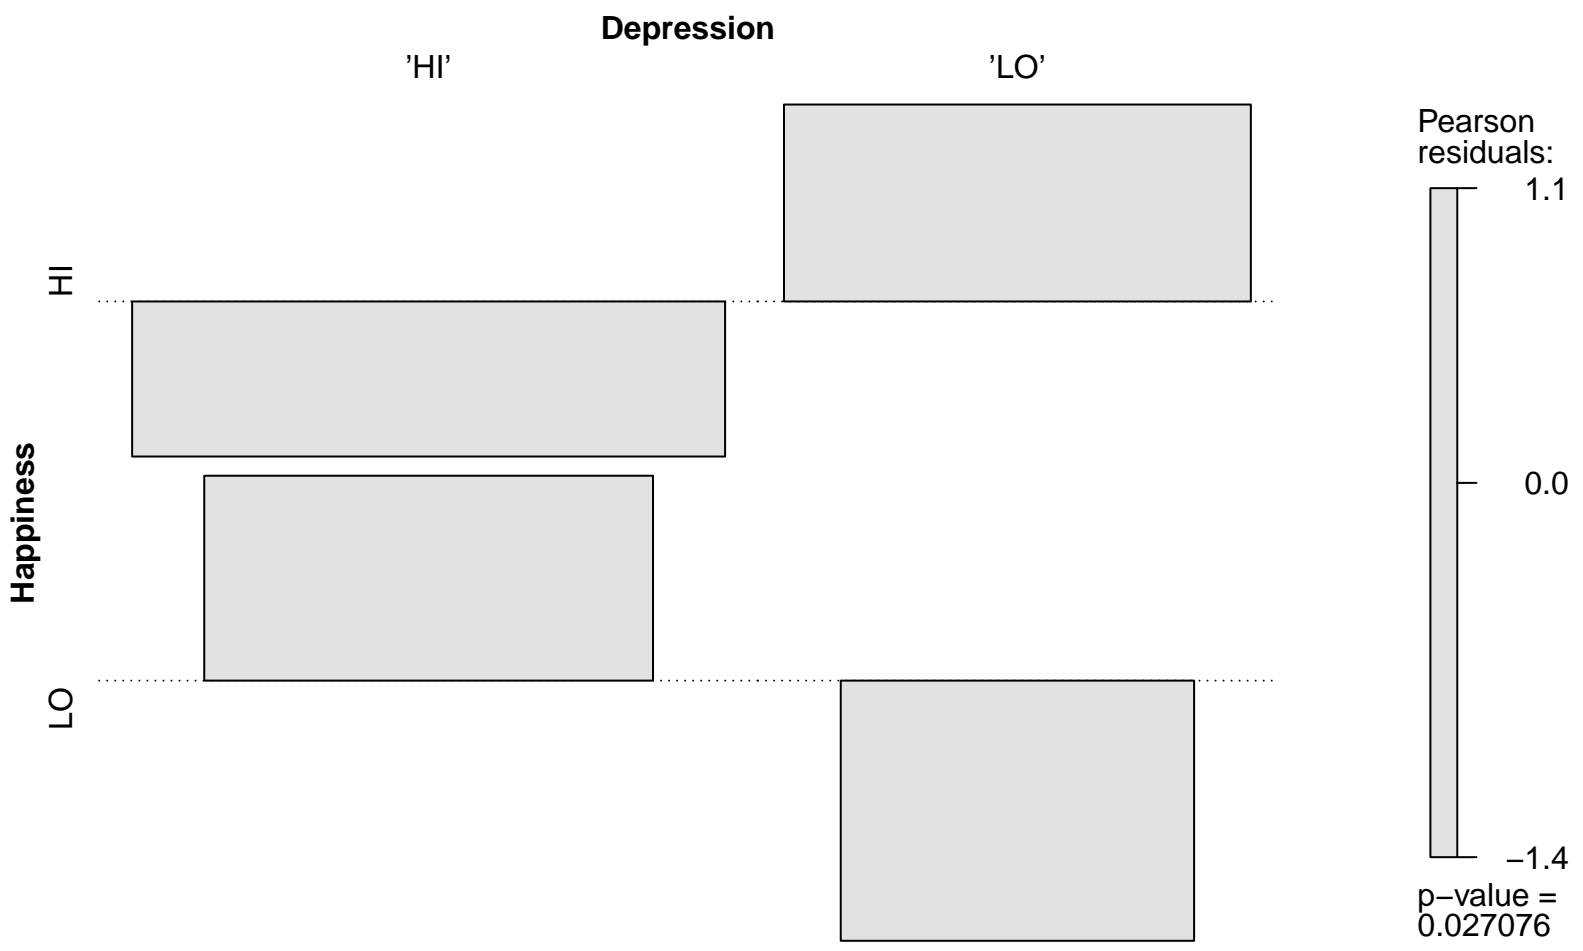 Depression
’HI’
’LO’
Happiness
HI
LO
Pearson
residuals:
1.1
0.0
−1.4
p−value =
0.027076